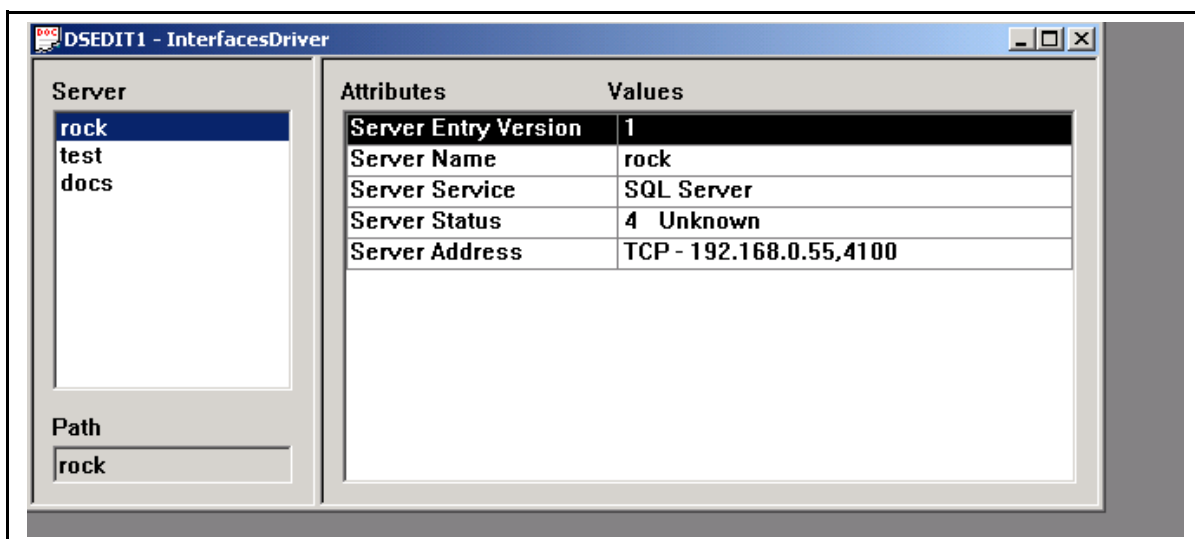 DSEDIT1 - InterfacesDriver
Server
rock
test
docs
Path
rock
Attributes Values
Server Entry Version 1
Server Name rock
Server Service SQL Server
Server Status 4 Unknown
Server Address TCP - 192.168.0.55,4100